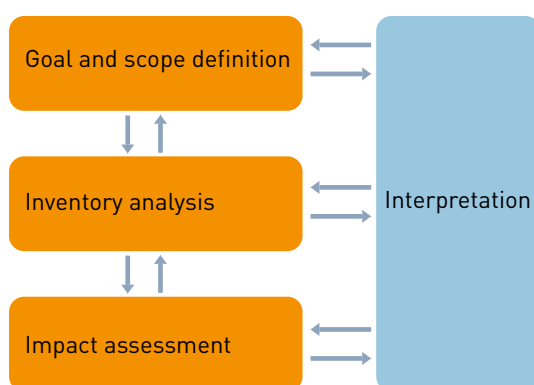 Goal and scope definition
Inventory analysis
Interpretation
Impact assessment